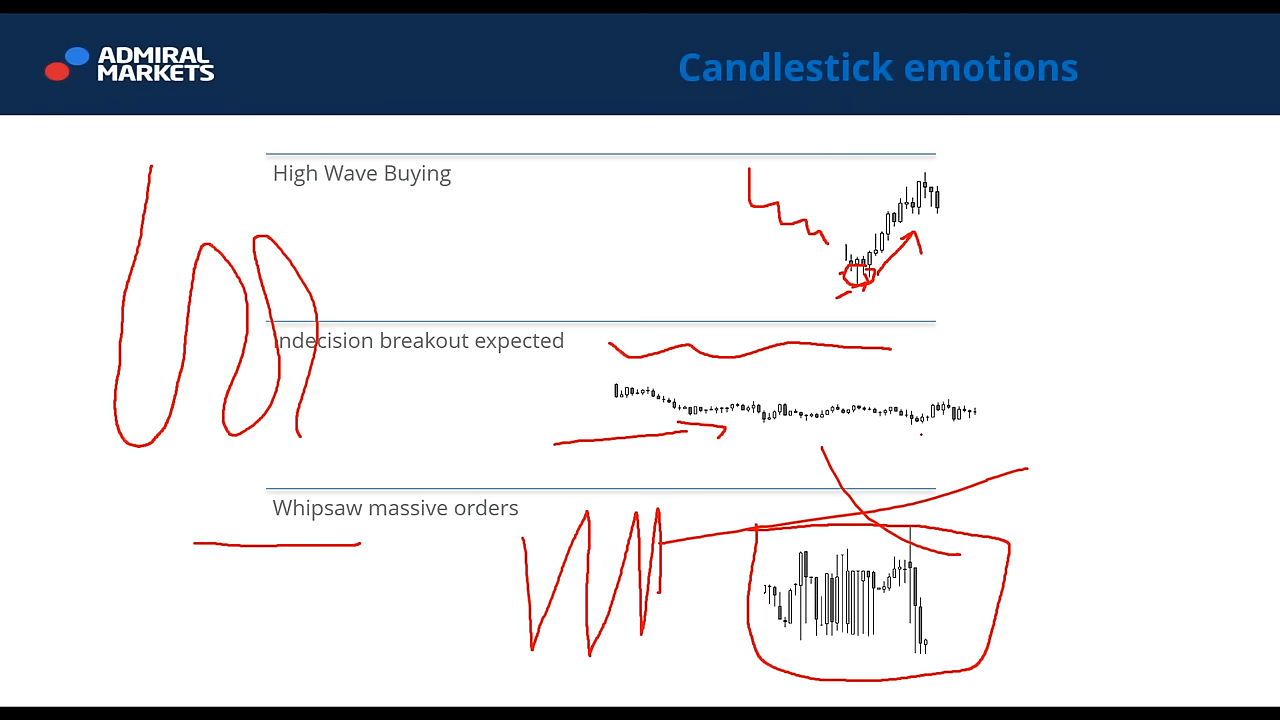 ADMIRAL
MARKETS
Candlestick emotions
High Wave Buying
Indecision breakout expected
Whipsaw massive orders